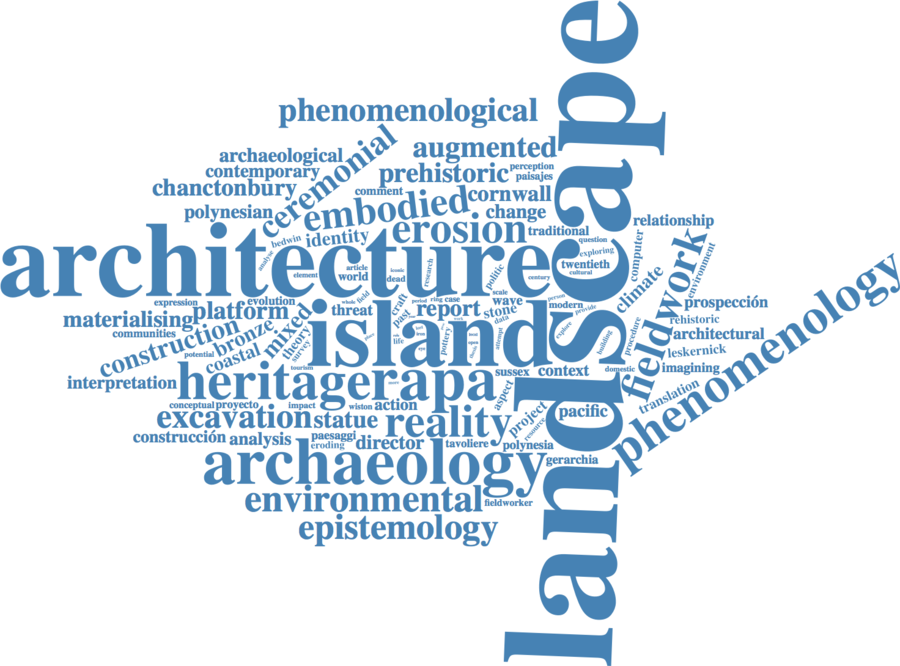 landscape
phenomenological
archaeological
contemporary
chanctonbury
polynesian
ceremonial
augmented
prehistoric
perception
paisajes
comment
cornwall
embodied
change
erosion
traditional
bedwin
identity
analyse
architecture
relationship
computer
environment
question
exploring
twentieth
cultural
element
article
world
iconic
dead
research
politic
century
climate
fieldwork
phenomenology
prospección
rehistoric
architectural
leskernick
imagining
translation
expression
evolution
platform
materialising
communities
construction
potential
bronze
coastal
mixed
theory
survey
tourism
whole
field
threat
craft
past
period
ring
case
report
scale
wave
stone
data
person
modern
provide
explore
building
procedure
island
life
pottery
attempt
open
interpretation
heritage
rapa
more
sussex
context
domestic
aspect
conceptual
proyecto
impact
wiston
action
project
resource
pacific
excavation
statue
reality
construcción
analysis
paesaggi
eroding
director
tavoliere
polynesia
gerarchia
archaeology
environmental
fieldworker
epistemology